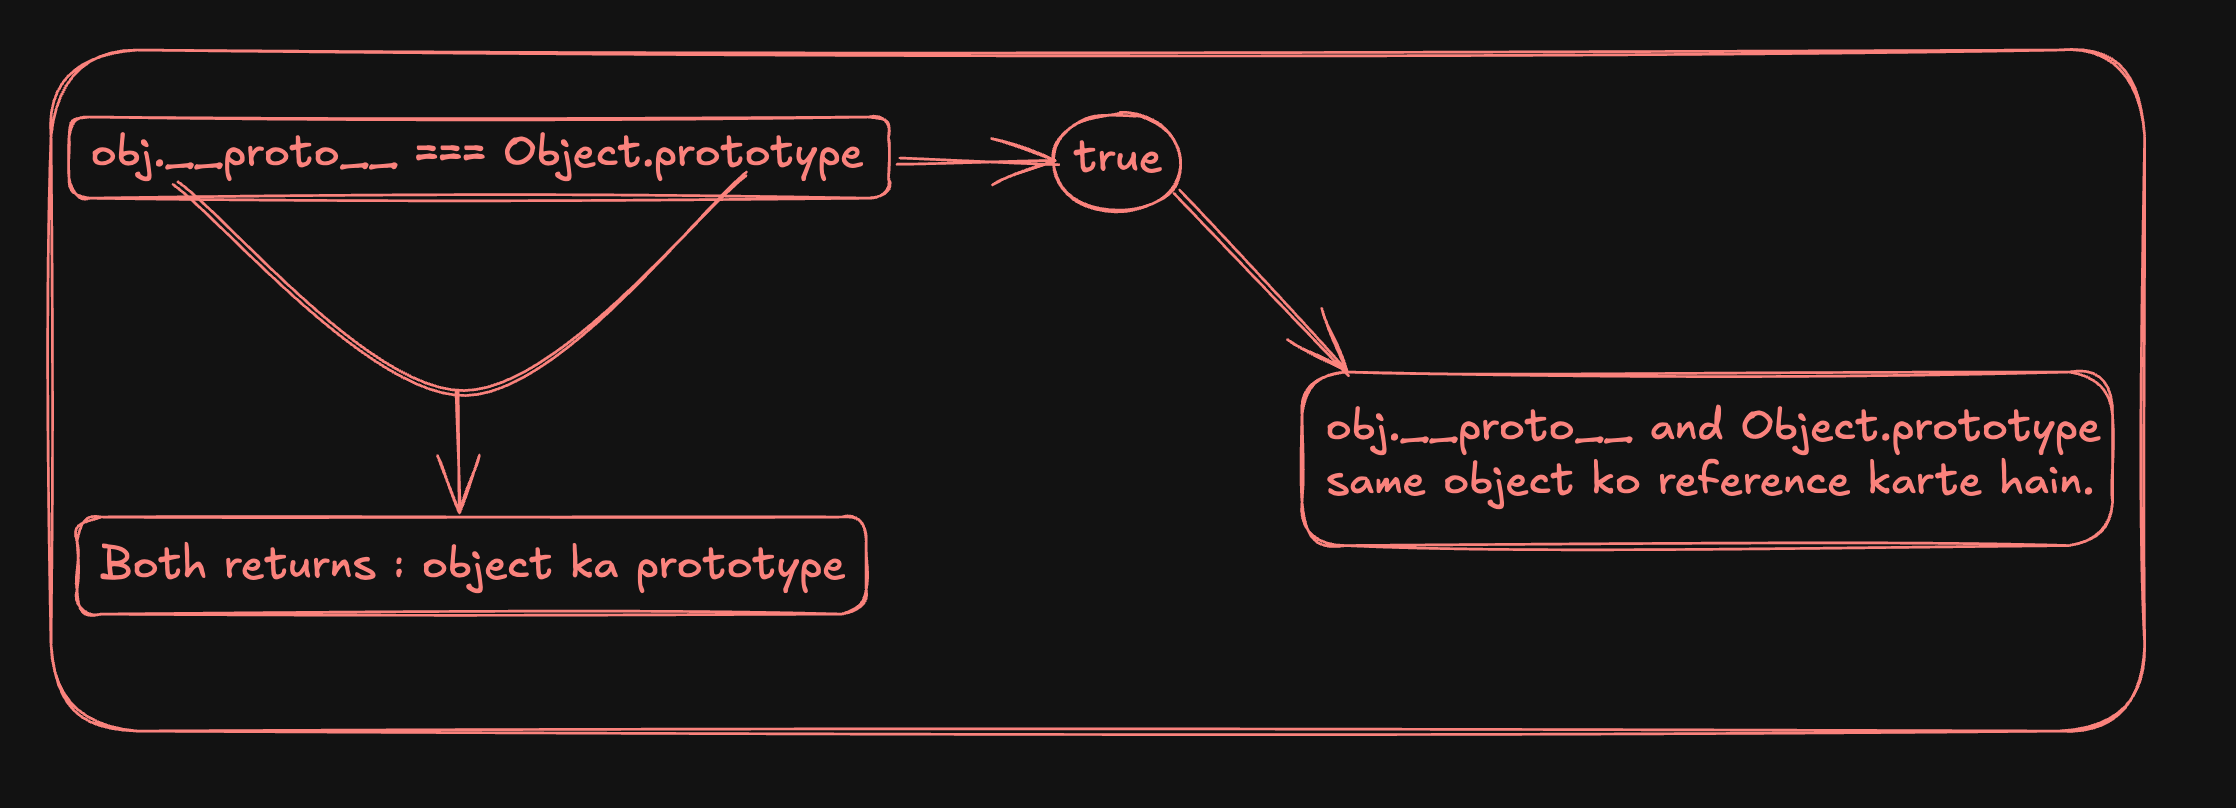 obj.__proto__ === Object.prototype
true
obj.__proto__ and Object.prototype
same object ko reference karte hain.
Both returns : object ka prototype